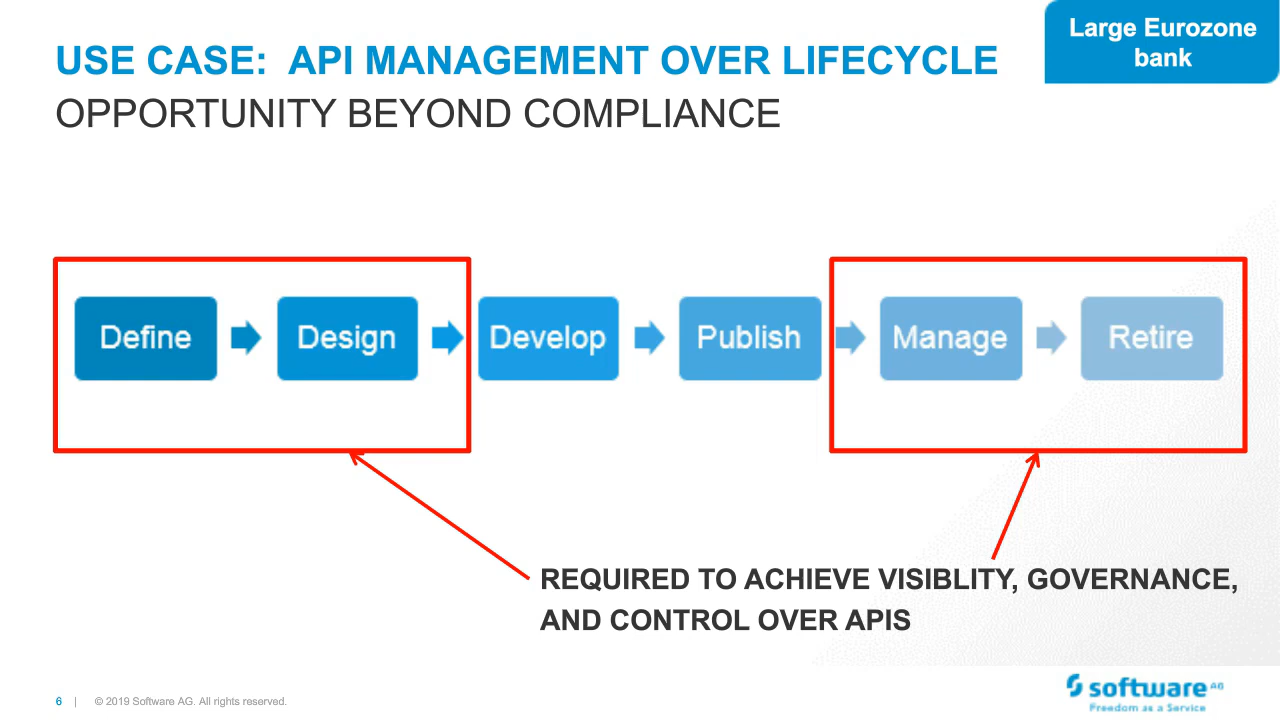 Large Eurozone
bank
USE CASE: API MANAGEMENT OVER LIFECYCLE
OPPORTUNITY BEYOND COMPLIANCE
Define
Design
Develop
Publish
Manage
Retire
REQUIRED TO ACHIEVE VISIBLITY, GOVERNANCE,
AND CONTROL OVER APIS
6 | © 2019 Software AG. All rights reserved.
software AG
Freedom as a Service